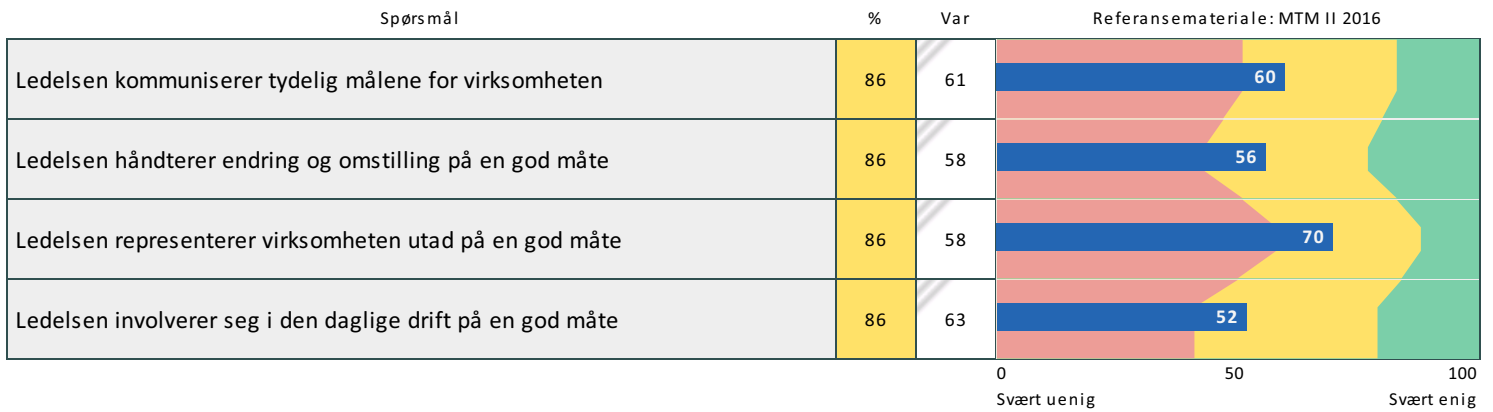 Spørsmål % Var Referansemateriale: MTM II 2016
Ledelsen kommuniserer tydelig målene for virksomheten 86 61 60
Ledelsen håndterer endring og omstilling på en god måte 86 58 56
Ledelsen representerer virksomheten utad på en god måte 86 58 70
Ledelsen involverer seg i den daglige drift på en god måte 86 63 52
0 50 100
Svært uenig Svært enig